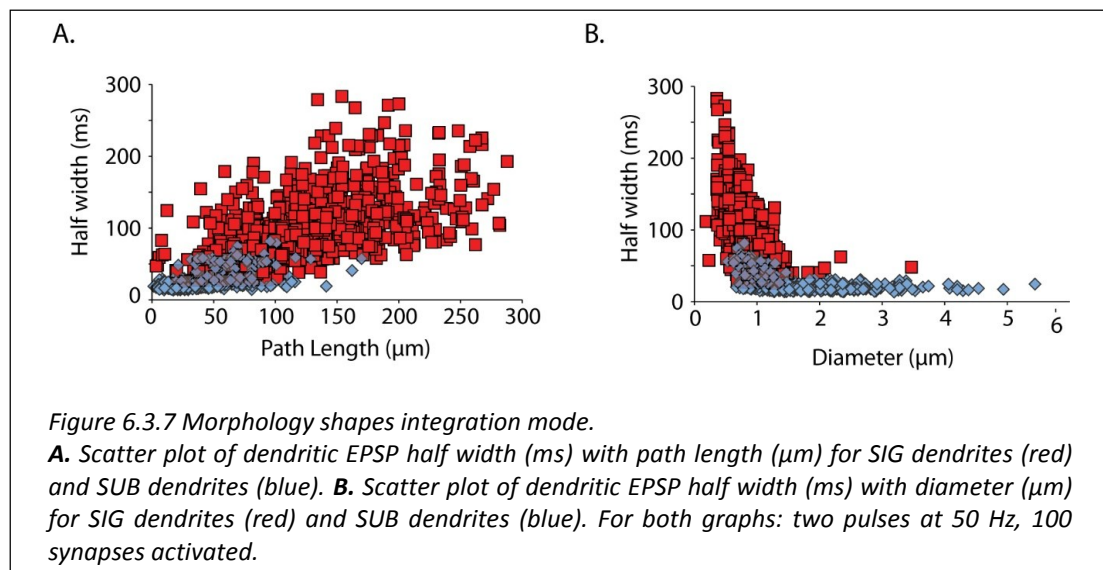 A.
B.
300
200
100
0
Half width (ms)
0 50 100 150 200 250 300
Path Length (μm)
300
200
100
0
Half width (ms)
0 1 2 3 4 5 6
Diameter (μm)
Figure 6.3.7 Morphology shapes integration mode.
A. Scatter plot of dendritic EPSP half width (ms) with path length (μm) for SIG dendrites (red)
and SUB dendrites (blue). B. Scatter plot of dendritic EPSP half width (ms) with diameter (μm)
for SIG dendrites (red) and SUB dendrites (blue). For both graphs: two pulses at 50 Hz, 100
synapses activated.